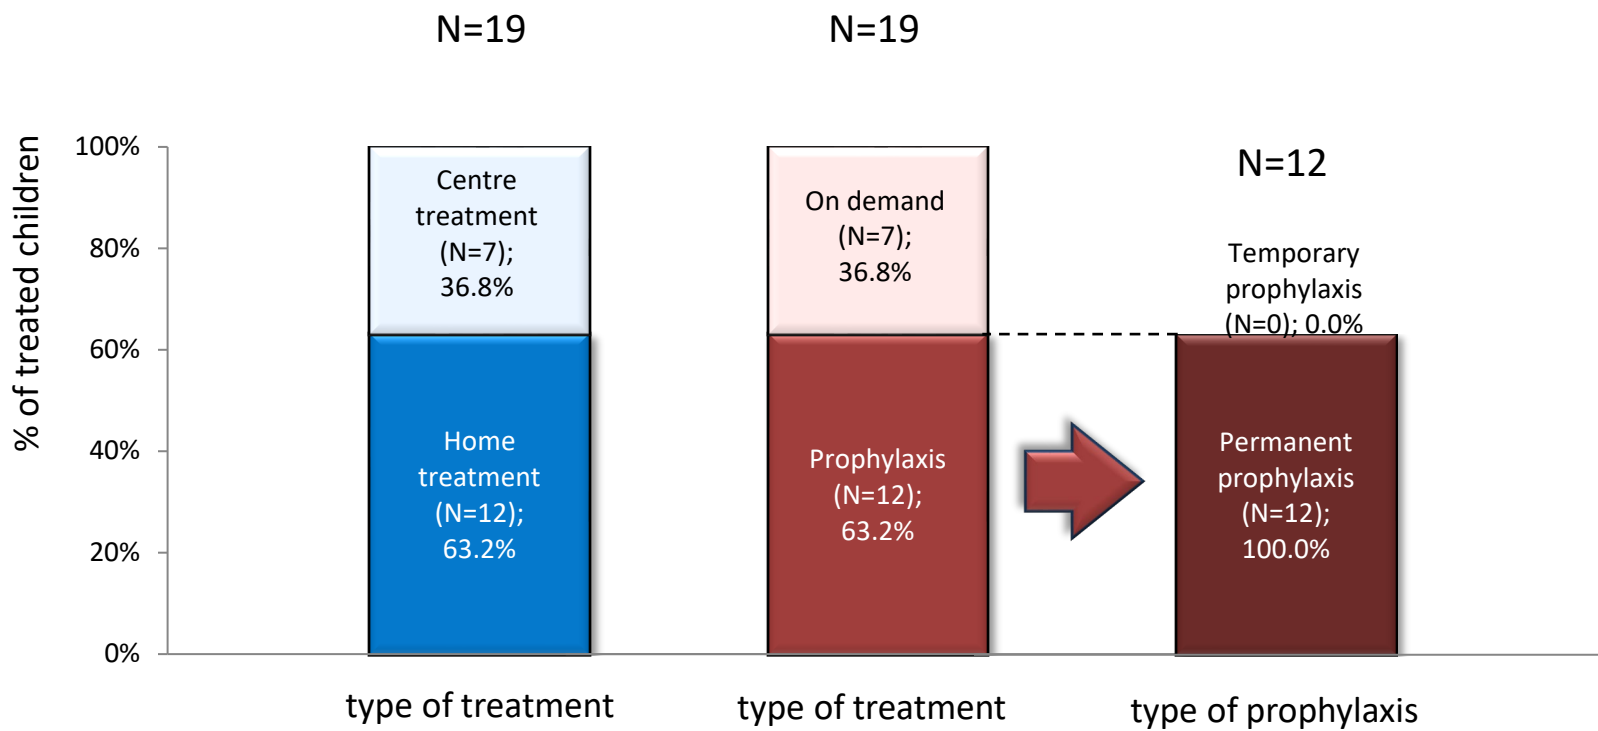 N=19
N=19
% of treated children
100%
80%
60%
40%
20%
0%
Centre
treatment
(N=7);
36.8%
Home
treatment
(N=12);
63.2%
On demand
(N=7);
36.8%
Prophylaxis
(N=12);
63.2%
N=12
Temporary
prophylaxis
(N=0); 0.0%
Permanent
prophylaxis
(N=12);
100.0%
type of treatment
type of treatment
type of prophylaxis